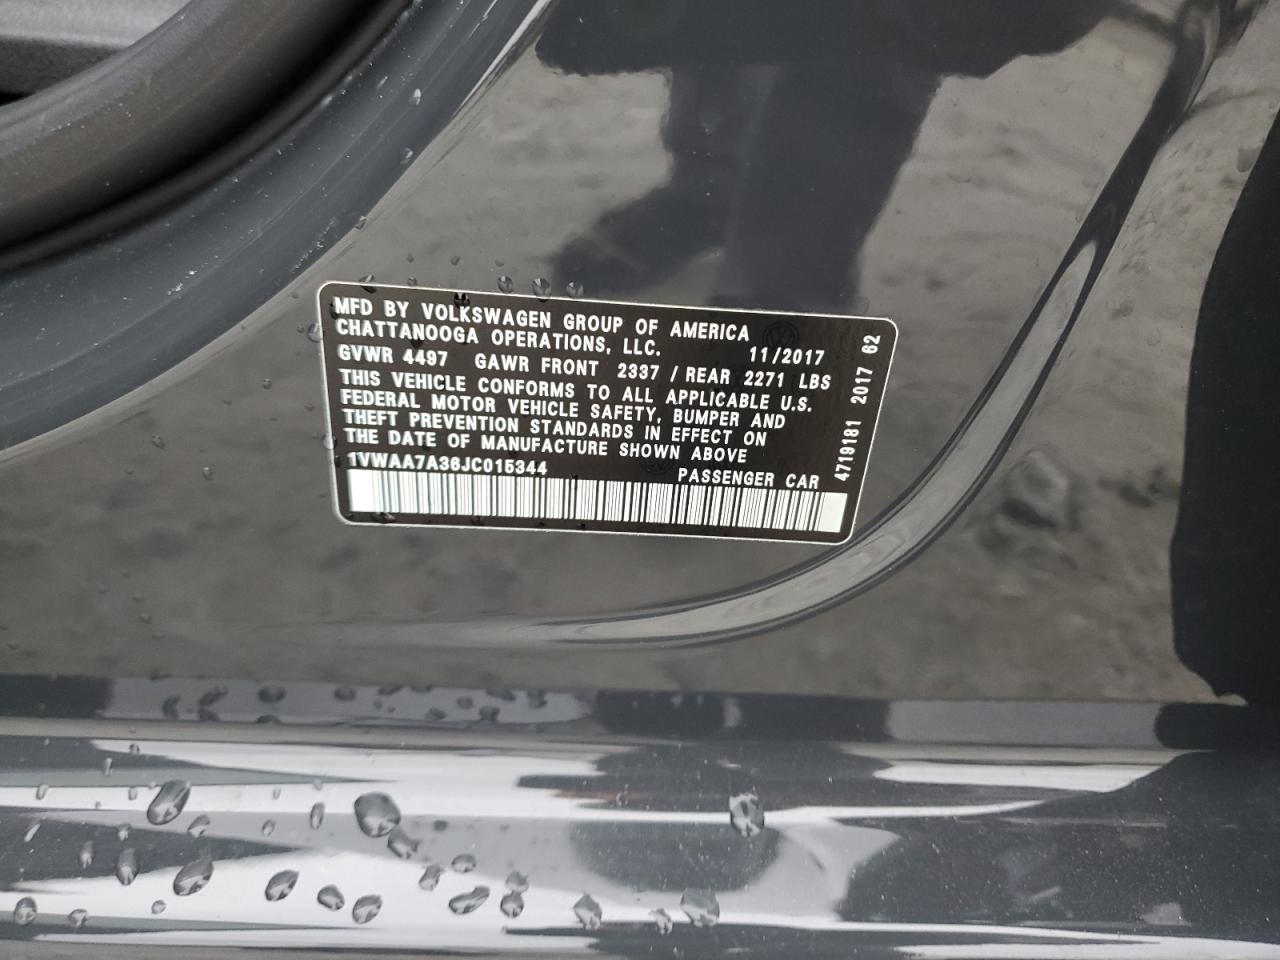 MFD BY VOLKSWAGEN GROUP OF AMERICA
CHATTANOOGA OPERATIONS, LLC. 11/2017
GVWR 4497 GAWR FRONT 2337 / REAR 2271 LBS
THIS VEHICLE CONFORMS TO ALL APPLICABLE U.S.
FEDERAL MOTOR VEHICLE SAFETY, BUMPER AND
THEFT PREVENTION STANDARDS IN EFFECT ON
THE DATE OF MANUFACTURE SHOWN ABOVE
1VWAA7A36JC015344 PASSENGER CAR
4719181 2017 62